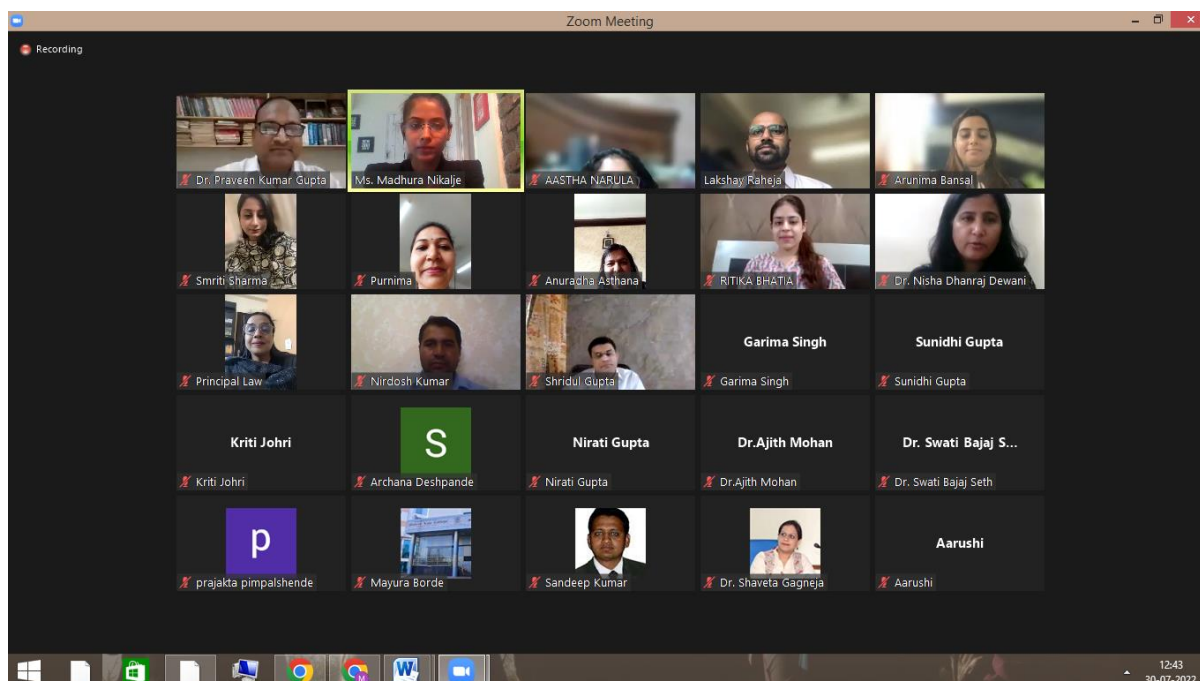 Zoom Meeting
Recording
Dr. Praveen Kumar Gupta
Ms. Madhura Nikalje
AASTHA NARULA
Lakshay Raheja
Arunima Bansal
Smriti Sharma
Purnima
Anuradha Asthana
RITIKA BHATIA
Dr. Nisha Dhanraj Dewani
Principal Law
Nirdosh Kumar
Shridul Gupta
Garima Singh
Garima Singh
Sunidhi Gupta
Sunidhi Gupta
Kriti Johri
Kriti Johri
S
Archana Deshpande
Nirati Gupta
Nirati Gupta
Dr.Ajith Mohan
Dr.Ajith Mohan
Dr. Swati Bajaj S...
Dr. Swati Bajaj Seth
p
prajakta pimpalshende
Mayura Borde
Sandeep Kumar
Dr. Shaveta Gagneja
Aarushi
Aarushi
12:43
30-07-2022